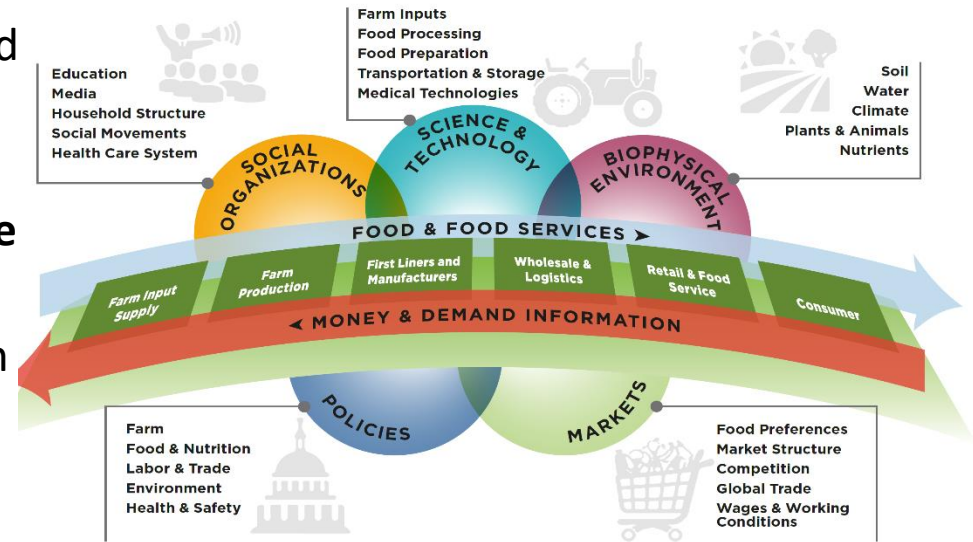 d
e
n
Farm Inputs
Food Processing
Food Preparation
Transportation & Storage
Medical Technologies
Education
Media
Household Structure
Social Movements
Health Care System
Soil
Water
Climate
Plants & Animals
Nutrients
SOCIAL
ORGANIZATIONS
SCIENCE &
TECHNOLOGY
BIOPHYSICAL
ENVIRONMENT
FOOD & FOOD SERVICES ➤
Farm Input
Supply
Farm
Production
First Liners and
Manufacturers
Wholesale &
Logistics
Retail & Food
Service
Consumer
➤ MONEY & DEMAND INFORMATION
POLICIES
MARKETS
Farm
Food & Nutrition
Labor & Trade
Environment
Health & Safety
Food Preferences
Market Structure
Competition
Global Trade
Wages & Working
Conditions